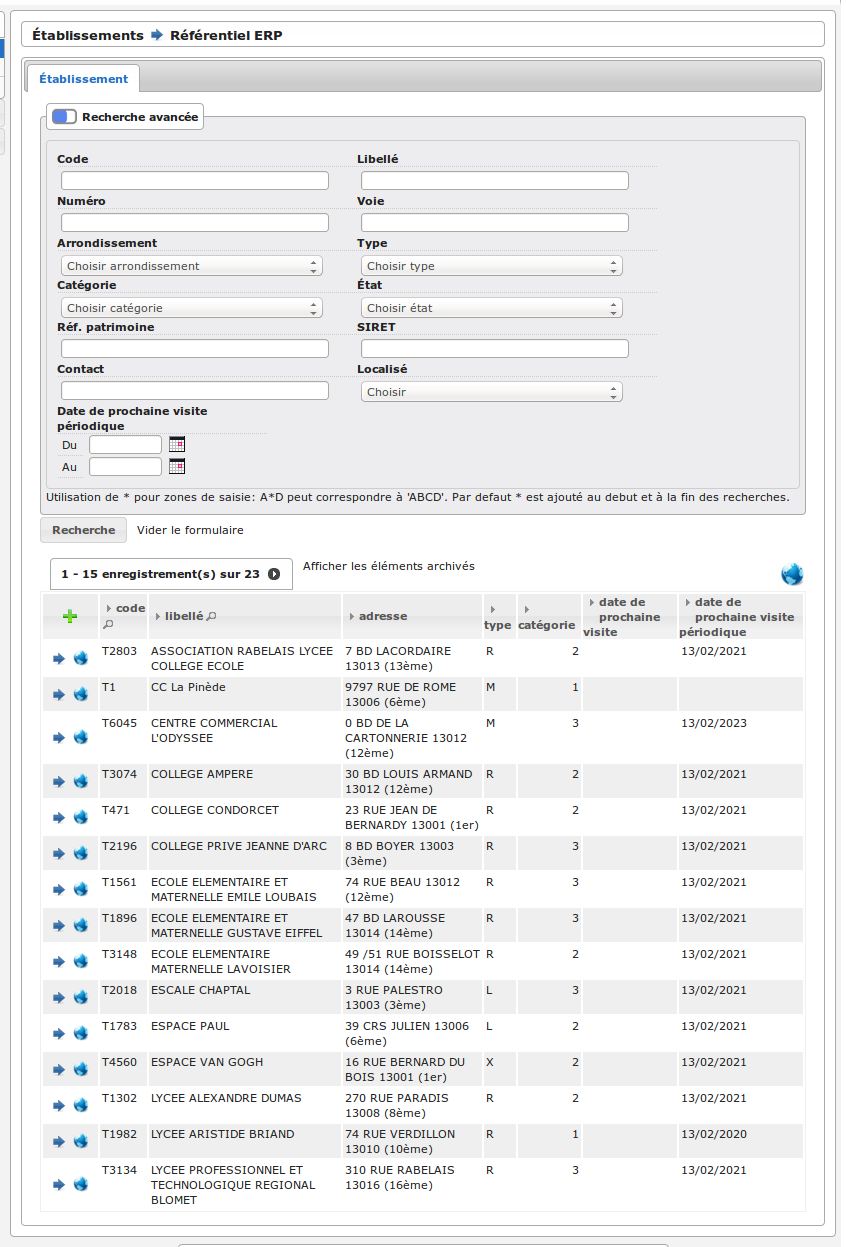 Établissements Référentiel ERP
Établissement
Recherche avancée
Code Libellé
Numéro Voie
Arrondissement Type
Choisir arrondissement Choisir type
Catégorie État
Choisir catégorie Choisir état
Réf. patrimoine SIRET
Contact Localisé
Choisir
Date de prochaine visite
périodique
Du
Au
Utilisation de * pour zones de saisie: A*D peut correspondre à 'ABCD'. Par defaut * est ajouté au debut et à la fin des recherches.
Recherche Vider le formulaire
1 - 15 enregistrement(s) sur 23 Afficher les éléments archivés
code libellé adresse type catégorie date de prochaine visite date de prochaine visite périodique
T2803 ASSOCIATION RABELAIS LYCEE 7 BD LACORDAIRE R 2 13/02/2021
COLLEGE ECOLE 13013 (13ème)
T1 CC La Pinède 9797 RUE DE ROME M 1
13006 (6ème)
T6045 CENTRE COMMERCIAL 0 BD DE LA M 3 13/02/2023
L'ODYSSEE CARTONNERIE 13012
(12ème)
T3074 COLLEGE AMPERE 30 BD LOUIS ARMAND R 2 13/02/2021
13012 (12ème)
T471 COLLEGE CONDORCET 23 RUE JEAN DE R 2 13/02/2021
BERNARDY 13001 (1er)
T2196 COLLEGE PRIVE JEANNE D'ARC 8 BD BOYER 13003 R 3 13/02/2021
(3ème)
T1561 ECOLE ELEMENTAIRE ET 74 RUE BEAU 13012 R 3 13/02/2021
MATERNELLE EMILE LOUBAIS (12ème)
T1896 ECOLE ELEMENTAIRE ET 47 BD LAROUSSE R 3 13/02/2021
MATERNELLE GUSTAVE EIFFEL 13014 (14ème)
T3148 ECOLE ELEMENTAIRE 49 /51 RUE BOISSELOT R 2 13/02/2021
MATERNELLE LAVOISIER 13014 (14ème)
T2018 ESCALE CHAPTAL 3 RUE PALESTRO L 3 13/02/2021
13003 (3ème)
T1783 ESPACE PAUL 39 CRS JULIEN 13006 L 2 13/02/2021
(6ème)
T4560 ESPACE VAN GOGH 16 RUE BERNARD DU X 2 13/02/2021
BOIS 13001 (1er)
T1302 LYCEE ALEXANDRE DUMAS 270 RUE PARADIS R 2 13/02/2021
13008 (8ème)
T1982 LYCEE ARISTIDE BRIAND 74 RUE VERDILLON R 1 13/02/2020
13010 (10ème)
T3134 LYCEE PROFESSIONNEL ET 310 RUE RABELAIS R 3 13/02/2021
TECHNOLOGIQUE REGIONAL 13016 (16ème)
BLOMET